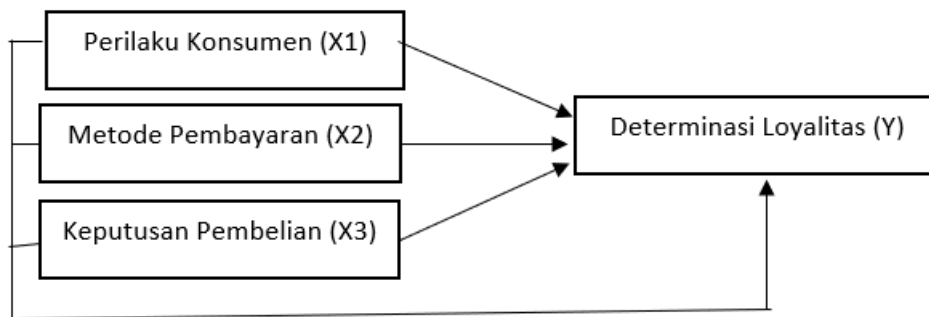 Perilaku Konsumen (X1)
Metode Pembayaran (X2)
Determinasi Loyalitas (Y)
Keputusan Pembelian (X3)